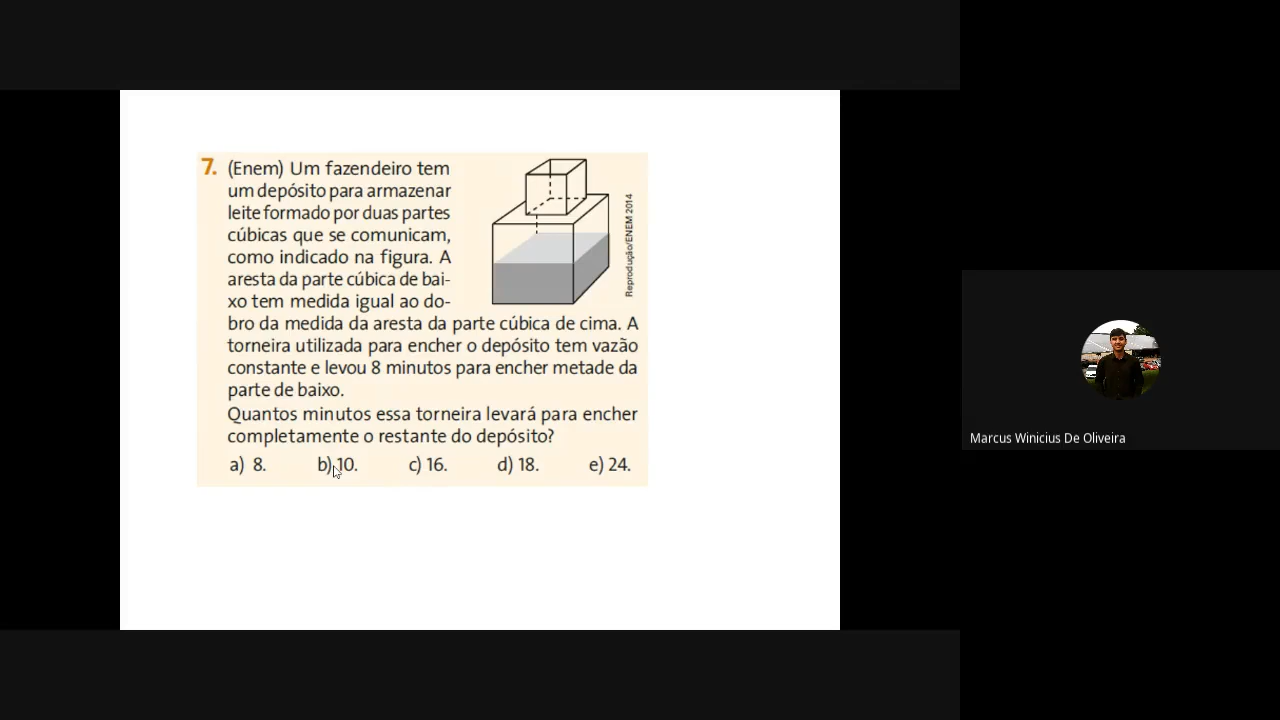 7. (Enem) Um fazendeiro tem
um depósito para armazenar
leite formado por duas partes
cúbicas que se comunicam,
como indicado na figura. A
aresta da parte cúbica de bai-
xo tem medida igual ao do-
bro da medida da aresta da parte cúbica de cima. A
torneira utilizada para encher o depósito tem vazão
constante e levou 8 minutos para encher metade da
parte de baixo.
Quantos minutos essa torneira levará para encher
completamente o restante do depósito?
a) 8. b) 10. c) 16. d) 18. e) 24.
Reprodução/ENEM 2014
Marcus Winicius De Oliveira